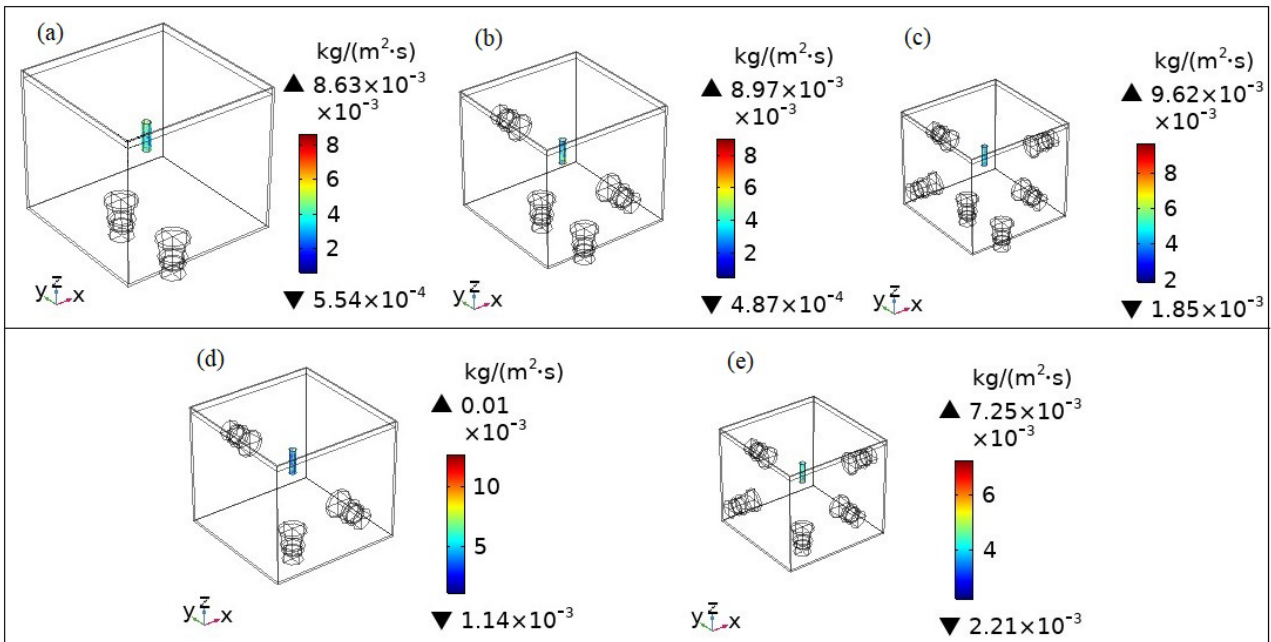 (a)
kg/(m²·s)
▲ 8.63×10⁻³
×10⁻³
8
6
4
2
▼ 5.54×10⁻⁴
y z x
(b)
kg/(m²·s)
▲ 8.97×10⁻³
×10⁻³
8
6
4
2
▼ 4.87×10⁻⁴
y z x
(c)
kg/(m²·s)
▲ 9.62×10⁻³
×10⁻³
8
6
4
2
▼ 1.85×10⁻³
y z x
(d)
kg/(m²·s)
▲ 0.01
×10⁻³
10
5
▼ 1.14×10⁻³
y z x
(e)
kg/(m²·s)
▲ 7.25×10⁻³
×10⁻³
6
4
▼ 2.21×10⁻³
y z x